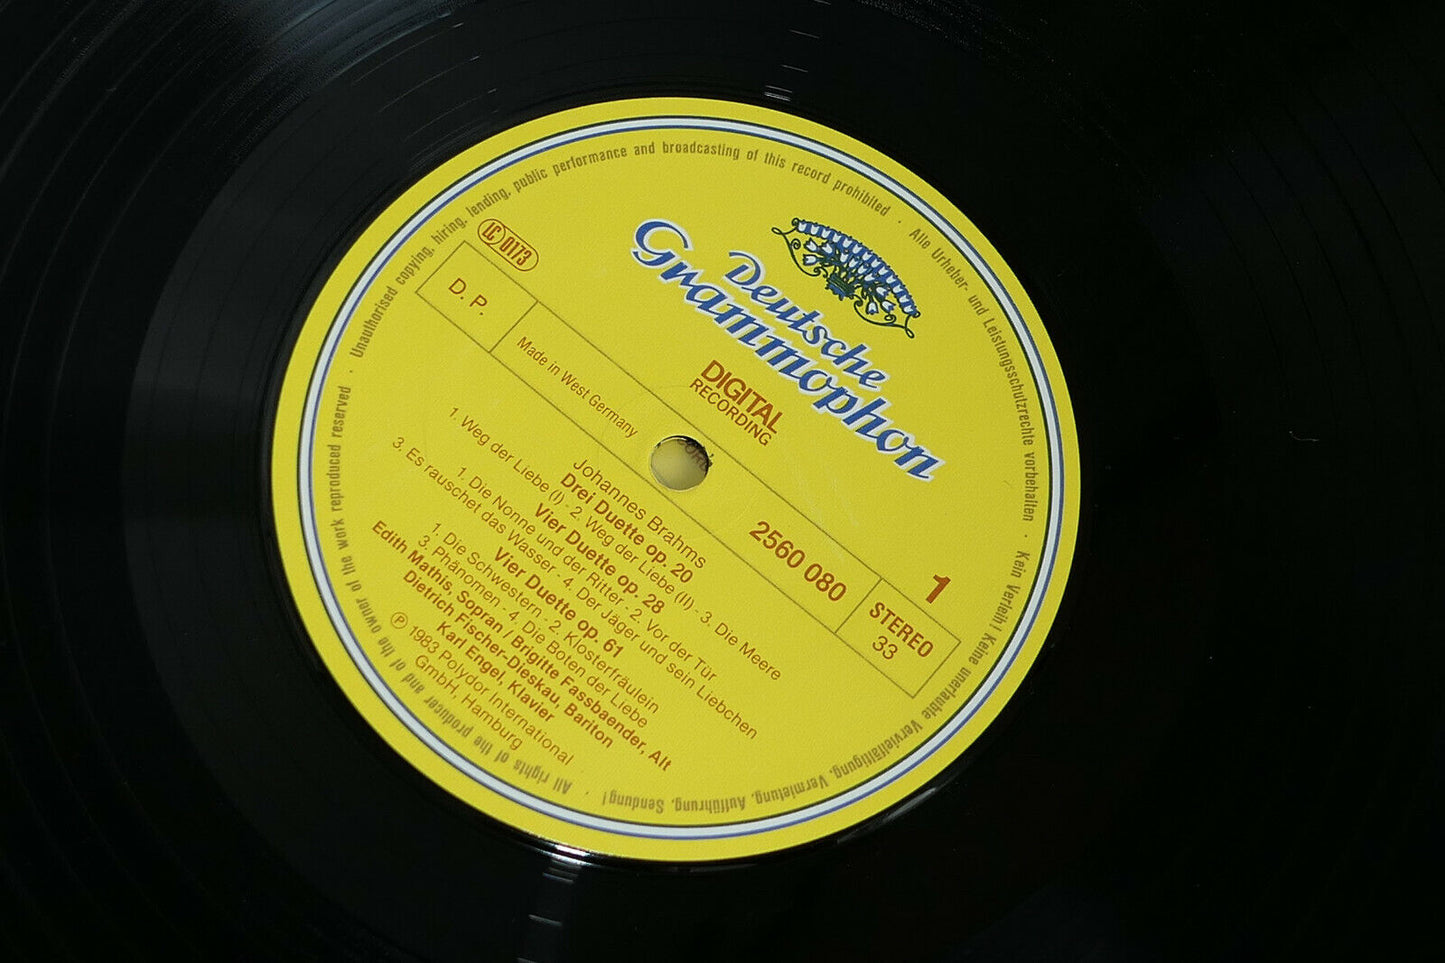 Unauthorised copying, hiring, lending, public performance and broadcasting of this record prohibited · Alle Urheber- und Leistungsschutzrechte vorbehalten · Kein Verleih! Keine unerlaubte Vervielfältigung, Vermietung, Aufführung, Sendung! · All rights of the producer and of the owner of the work reproduced reserved ·
LC 0173
Deutsche
Grammophon
D. P.
DIGITAL
RECORDING
Made in West Germany
2560 080
1
STEREO
33
Johannes Brahms
Drei Duette op. 20
1. Weg der Liebe (I) - 2. Weg der Liebe (II) - 3. Die Meere
Vier Duette op. 28
1. Die Nonne und der Ritter - 2. Vor der Tür
3. Es rauschet das Wasser - 4. Der Jäger und sein Liebchen
Vier Duette op. 61
1. Die Schwestern - 2. Klosterfräulein
3. Phänomen - 4. Die Boten der Liebe
Edith Mathis, Sopran / Brigitte Fassbaender, Alt
Dietrich Fischer-Dieskau, Bariton
Karl Engel, Klavier
℗ 1983 Polydor International
GmbH, Hamburg